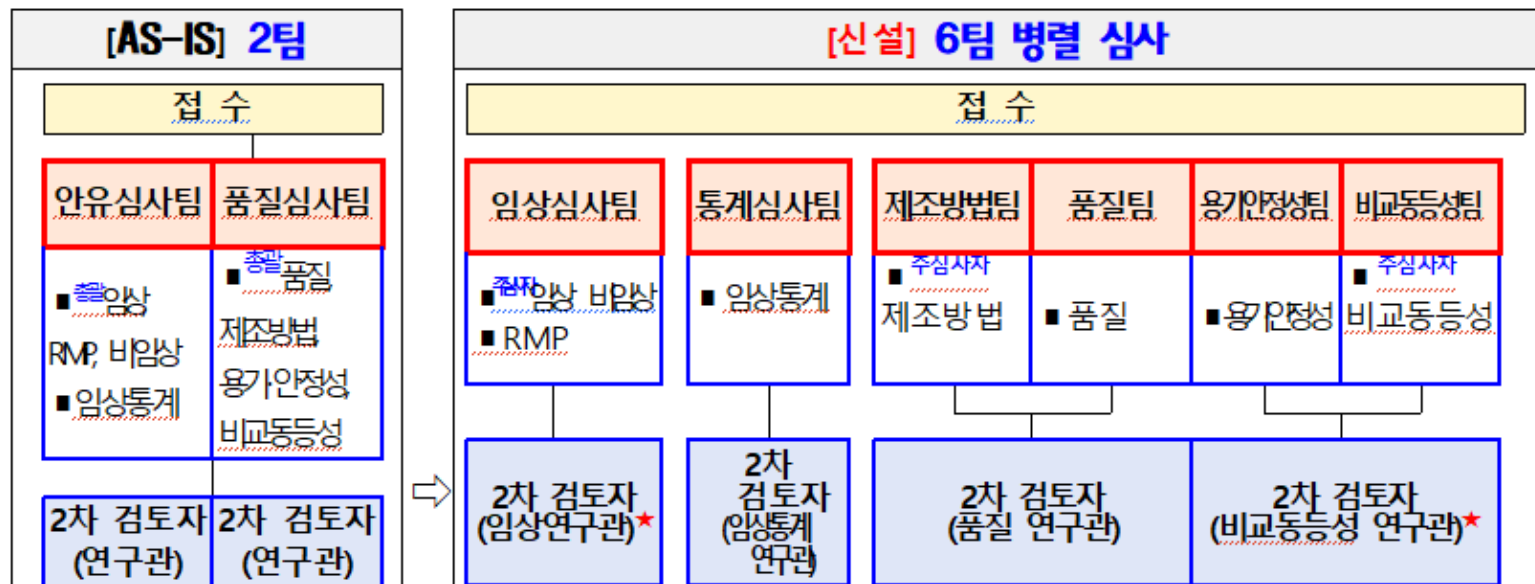 [AS-IS] 2팀
접 수
안유심사팀 품질심사팀
■ 총괄임상
RMP, 비임상
■ 임상통계
■ 총괄품질,
제조방법,
용기안정성,
비교동등성
2차 검토자
(연구관)
2차 검토자
(연구관)
⇨
[신설] 6팀 병렬 심사
접 수
임상심사팀 통계심사팀 제조방법팀 품질팀 용기안정성팀 비교동등성팀
■ 주심사자임상 비임상
■ RMP
■ 임상통계
■ 주심사자
제조방법
■ 품질
■ 용기안정성
■ 주심사자
비교동등성
2차 검토자
(임상연구관)★
2차
검토자
(임상통계
연구관)
2차 검토자
(품질 연구관)
2차 검토자
(비교동등성 연구관)★